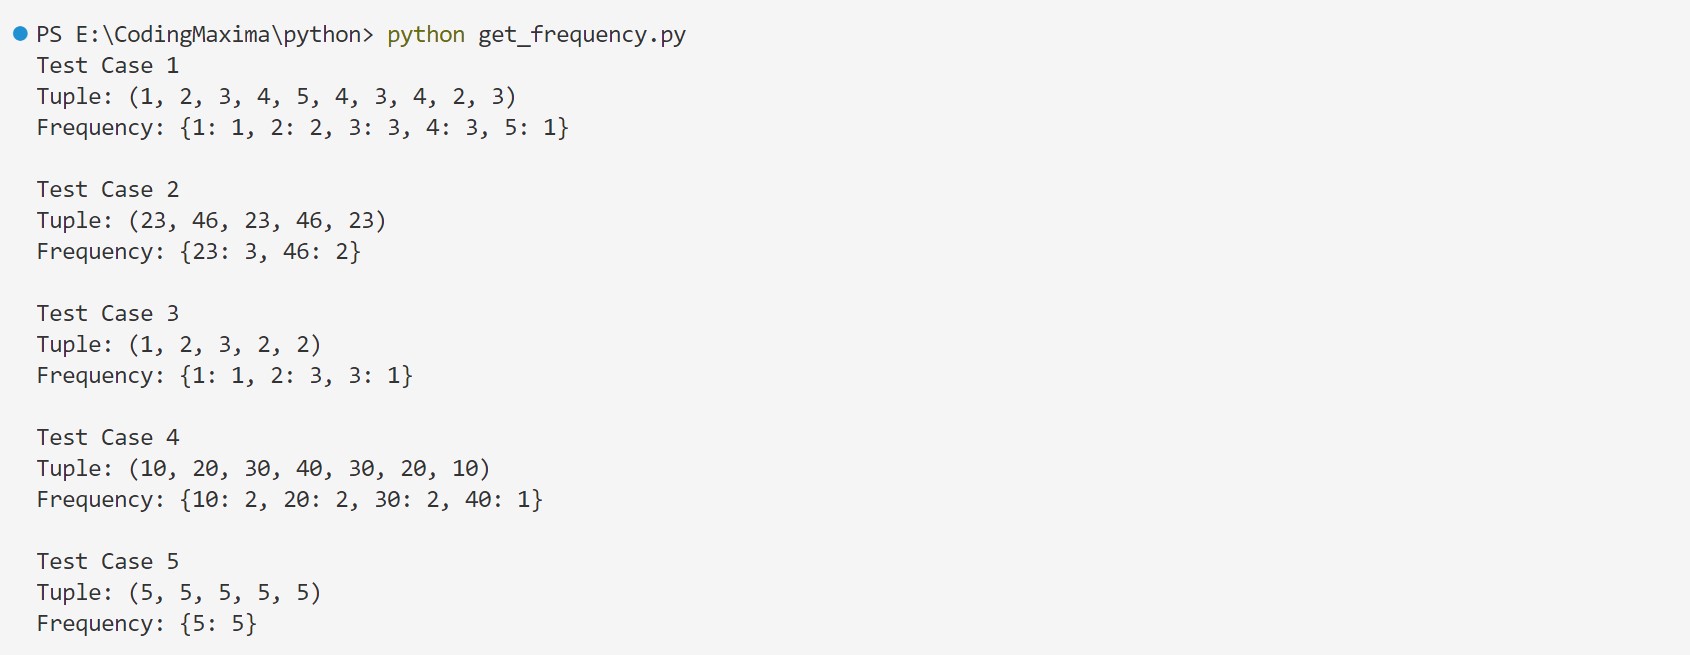 PS E:\CodingMaxima\python> python get_frequency.py
Test Case 1
Tuple: (1, 2, 3, 4, 5, 4, 3, 4, 2, 3)
Frequency: {1: 1, 2: 2, 3: 3, 4: 3, 5: 1}
Test Case 2
Tuple: (23, 46, 23, 46, 23)
Frequency: {23: 3, 46: 2}
Test Case 3
Tuple: (1, 2, 3, 2, 2)
Frequency: {1: 1, 2: 3, 3: 1}
Test Case 4
Tuple: (10, 20, 30, 40, 30, 20, 10)
Frequency: {10: 2, 20: 2, 30: 2, 40: 1}
Test Case 5
Tuple: (5, 5, 5, 5, 5)
Frequency: {5: 5}